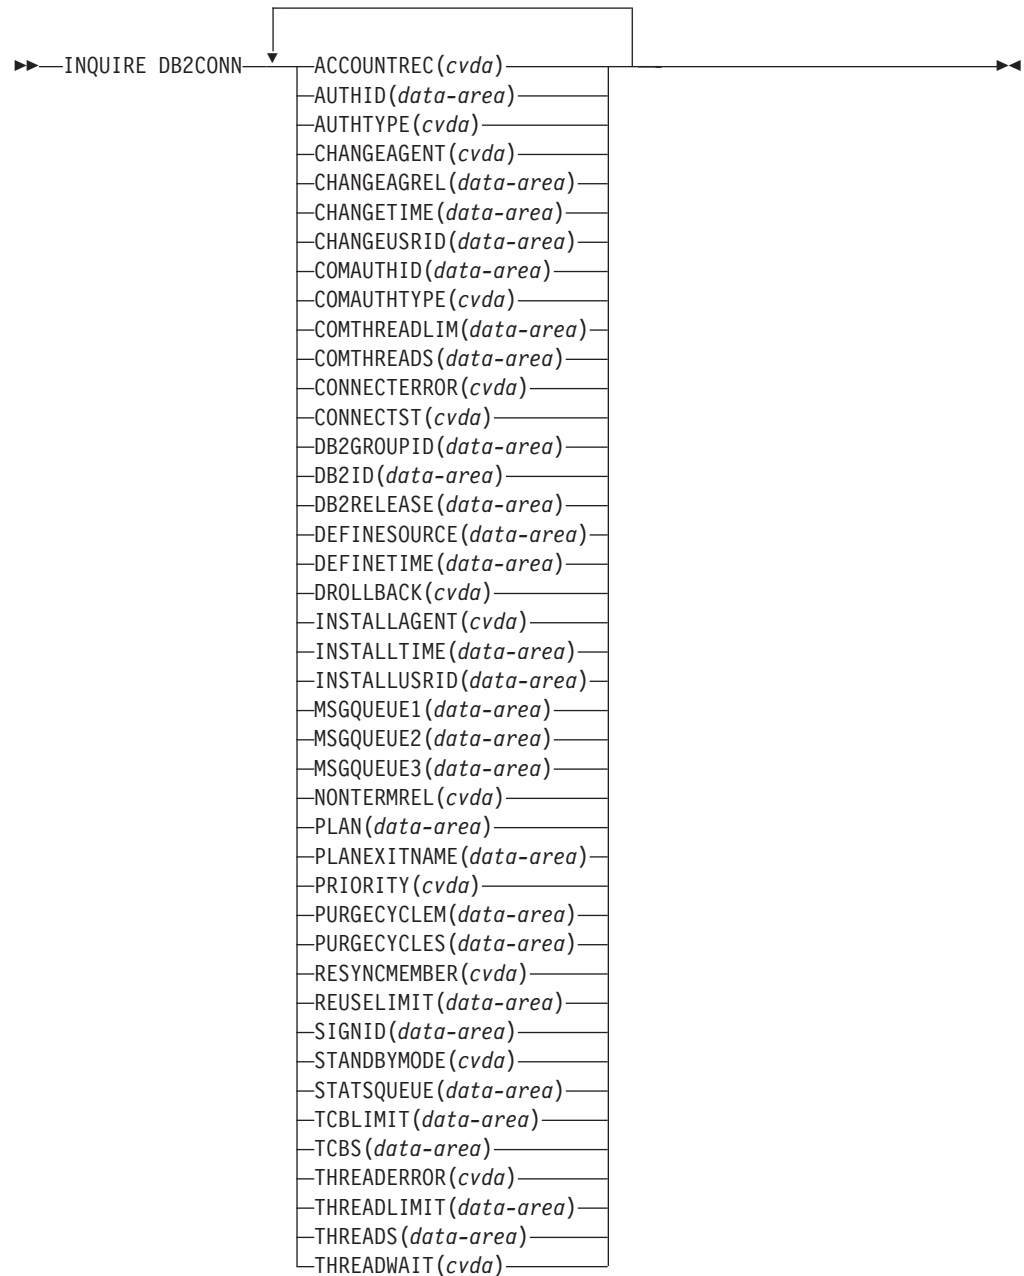 INQUIRE DB2CONN ACCOUNTREC(cvda)
AUTHID(data-area)
AUTHTYPE(cvda)
CHANGEAGENT(cvda)
CHANGEAGREL(data-area)
CHANGETIME(data-area)
CHANGEUSRID(data-area)
COMAUTHID(data-area)
COMAUTHTYPE(cvda)
COMTHREADLIM(data-area)
COMTHREADS(data-area)
CONNECTERROR(cvda)
CONNECTST(cvda)
DB2GROUPID(data-area)
DB2ID(data-area)
DB2RELEASE(data-area)
DEFINESOURCE(data-area)
DEFINETIME(data-area)
DROLLBACK(cvda)
INSTALLAGENT(cvda)
INSTALLTIME(data-area)
INSTALLUSRID(data-area)
MSGQUEUE1(data-area)
MSGQUEUE2(data-area)
MSGQUEUE3(data-area)
NONTERMREL(cvda)
PLAN(data-area)
PLANEXITNAME(data-area)
PRIORITY(cvda)
PURGECYCLEM(data-area)
PURGECYCLES(data-area)
RESYNCMEMBER(cvda)
REUSELIMIT(data-area)
SIGNID(data-area)
STANDBYMODE(cvda)
STATSQUEUE(data-area)
TCBLIMIT(data-area)
TCBS(data-area)
THREADERROR(cvda)
THREADLIMIT(data-area)
THREADS(data-area)
THREADWAIT(cvda)